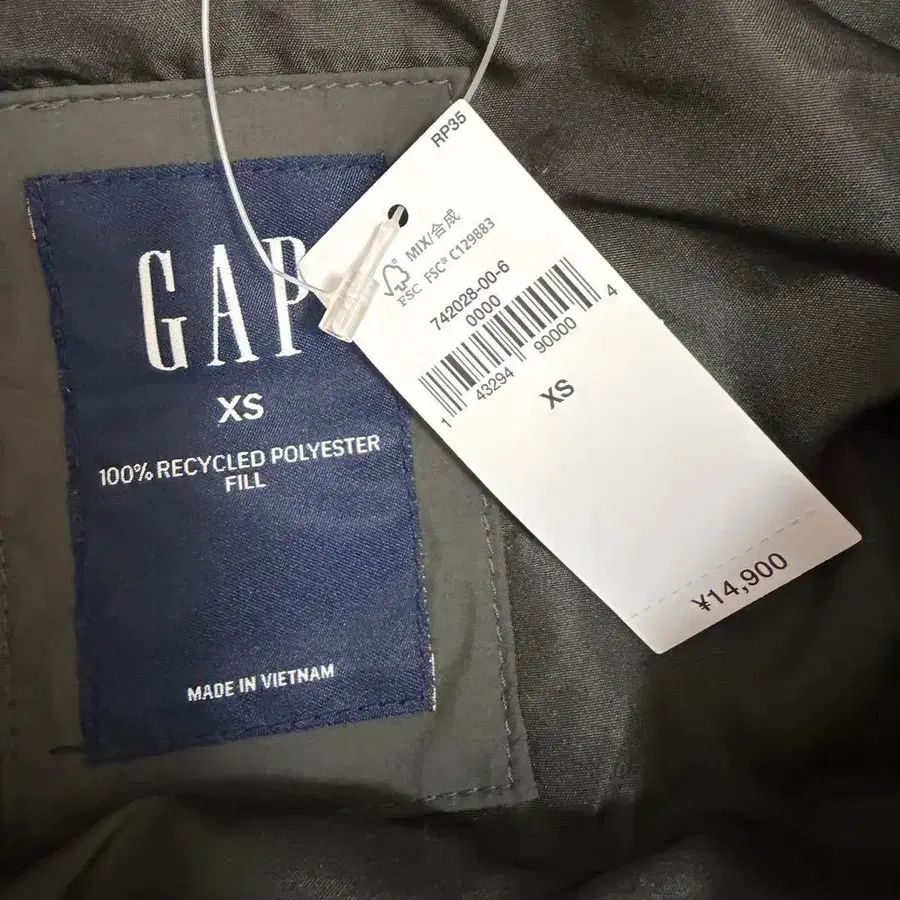 GAP
XS
100% RECYCLED POLYESTER
FILL
MADE IN VIETNAM
RP35
FSC
MIX/合成
FSC® C129883
742028-00-6
0000
1 43294 90000 4
XS
¥14,900